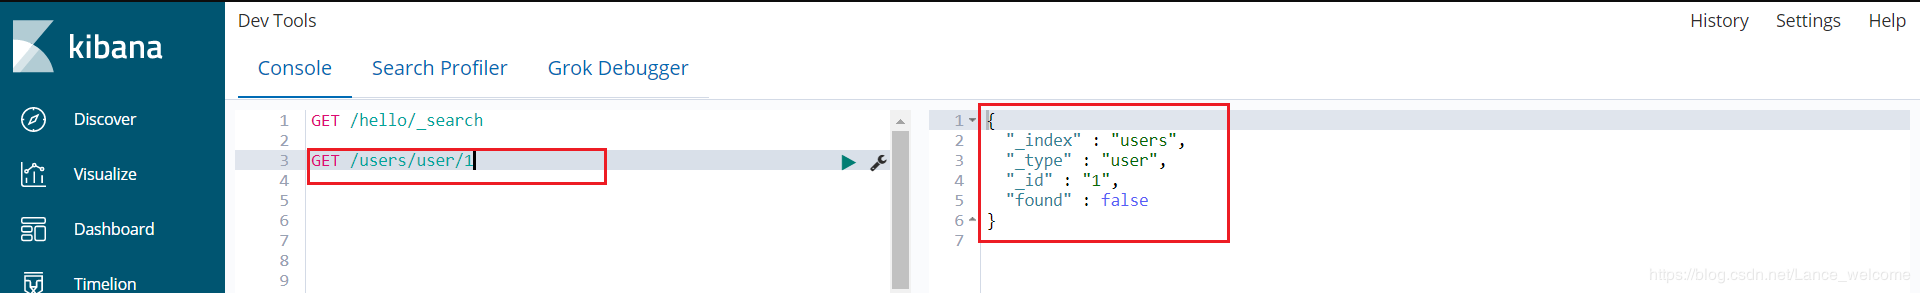 kibana
Discover
Visualize
Dashboard
Timelion
Dev Tools
History Settings Help
Console Search Profiler Grok Debugger
1 GET /hello/_search
2
3 GET /users/user/1
4
5
6
7
8
9
1 {
2 "_index" : "users",
3 "_type" : "user",
4 "_id" : "1",
5 "found" : false
6 }
7
https://blog.csdn.net/Lance_welcome